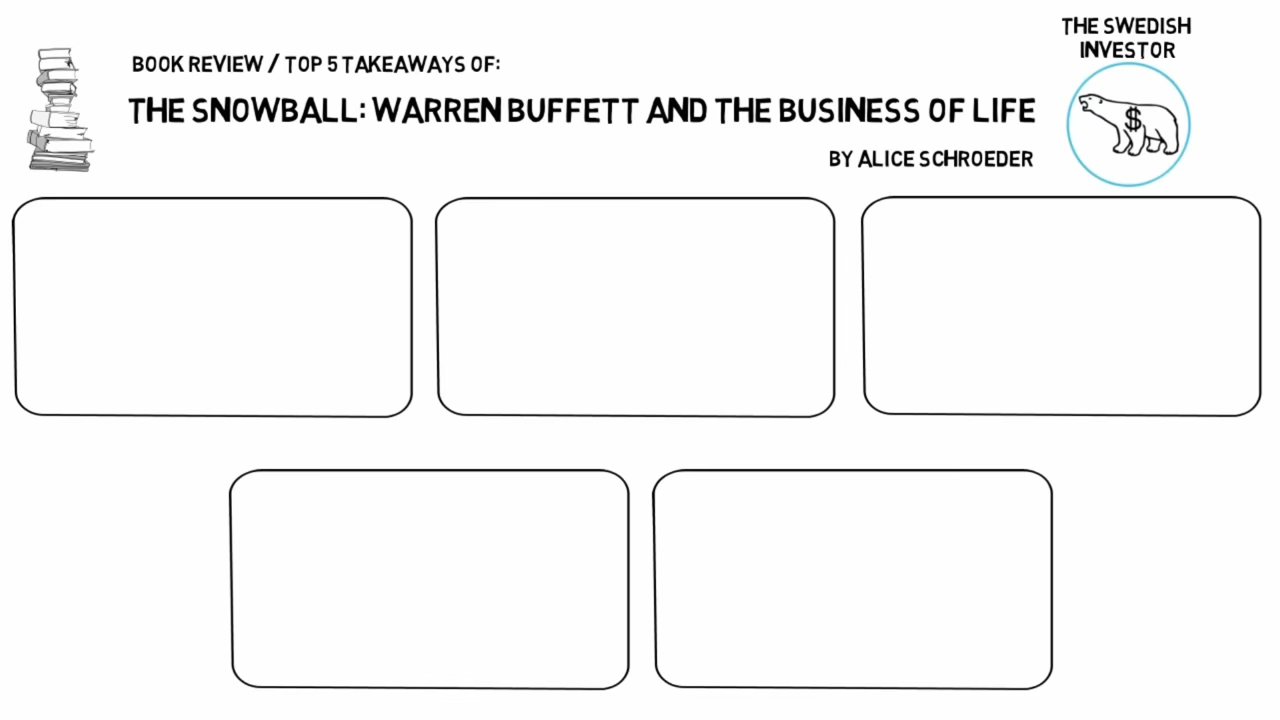 THE SWEDISH
INVESTOR
BOOK REVIEW / TOP 5 TAKEAWAYS OF:
THE SNOWBALL: WARREN BUFFETT AND THE BUSINESS OF LIFE
BY ALICE SCHROEDER
$